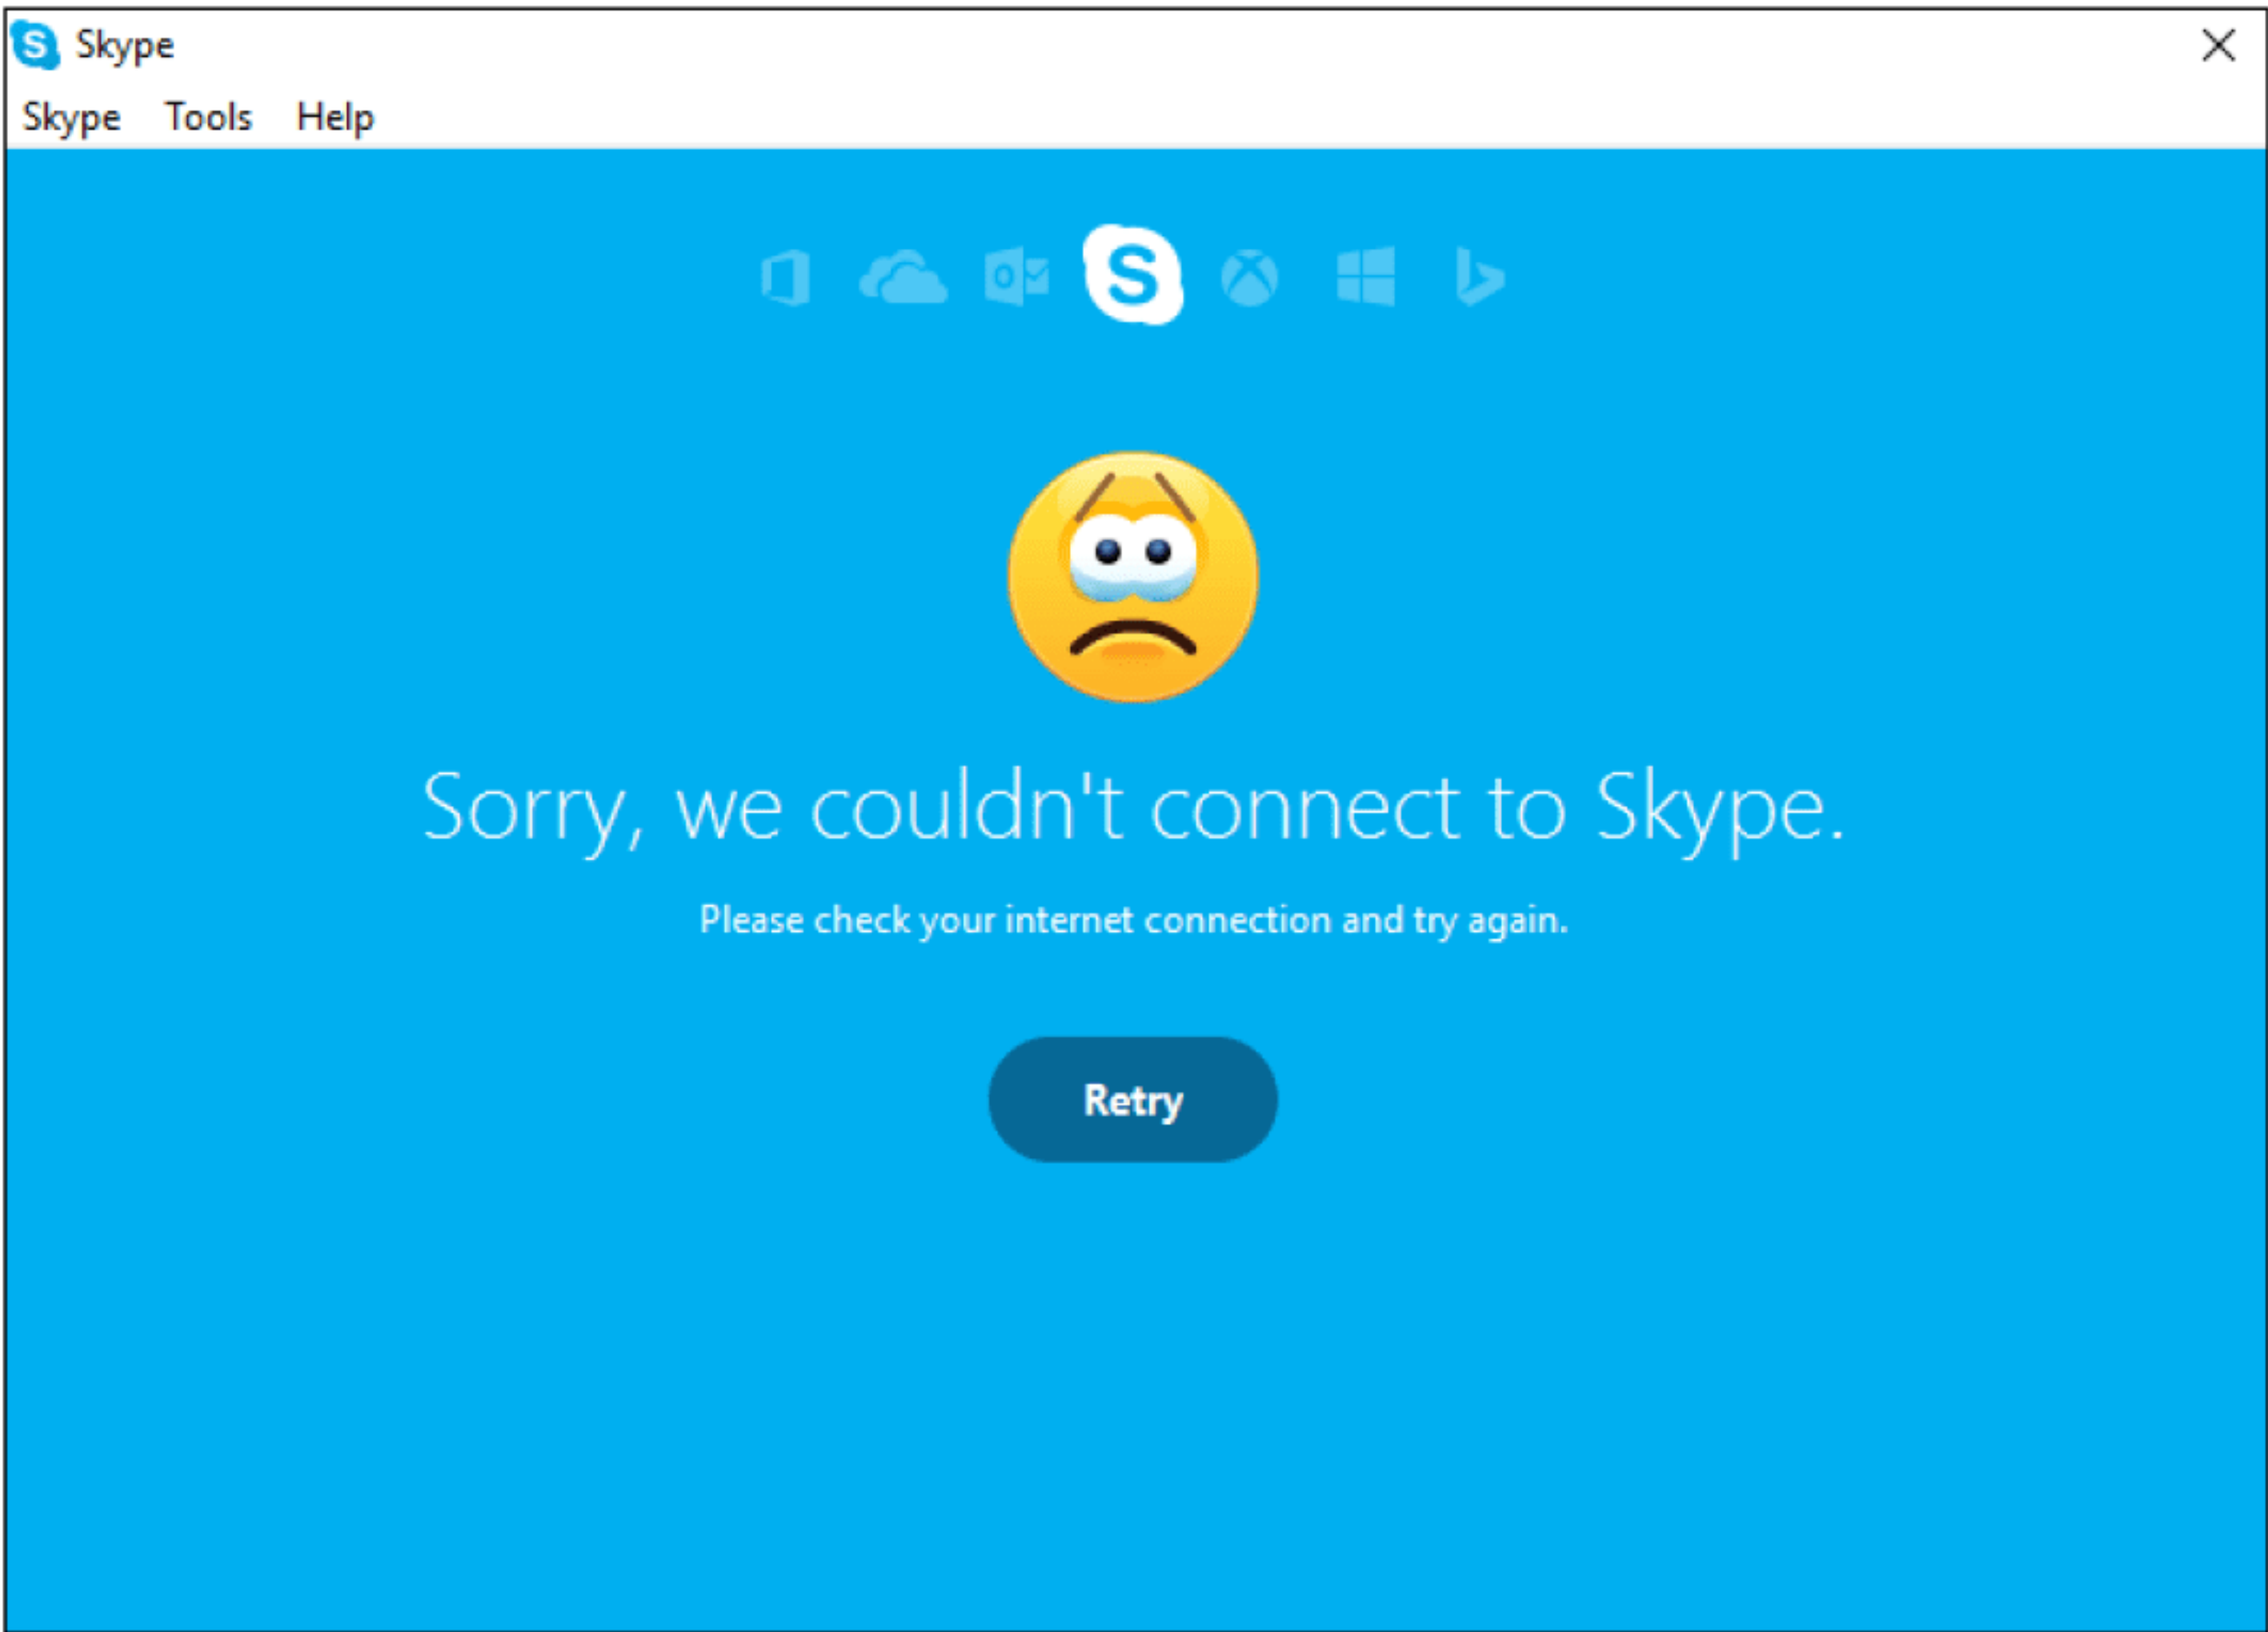 Skype
Skype Tools Help
Sorry, we couldn't connect to Skype.
Please check your internet connection and try again.
Retry